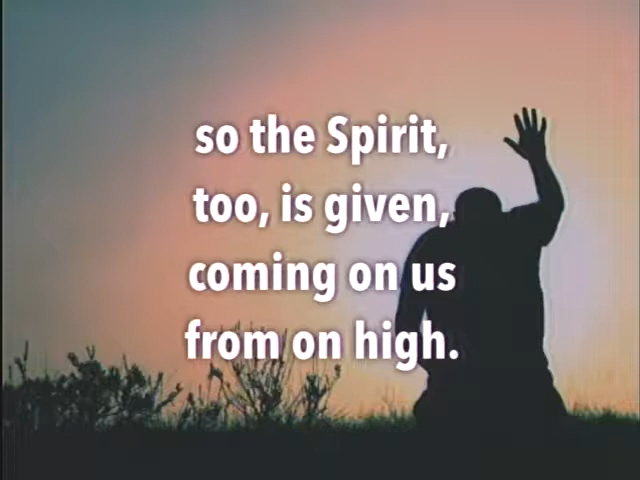 so the Spirit,
too, is given,
coming on us
from on high.